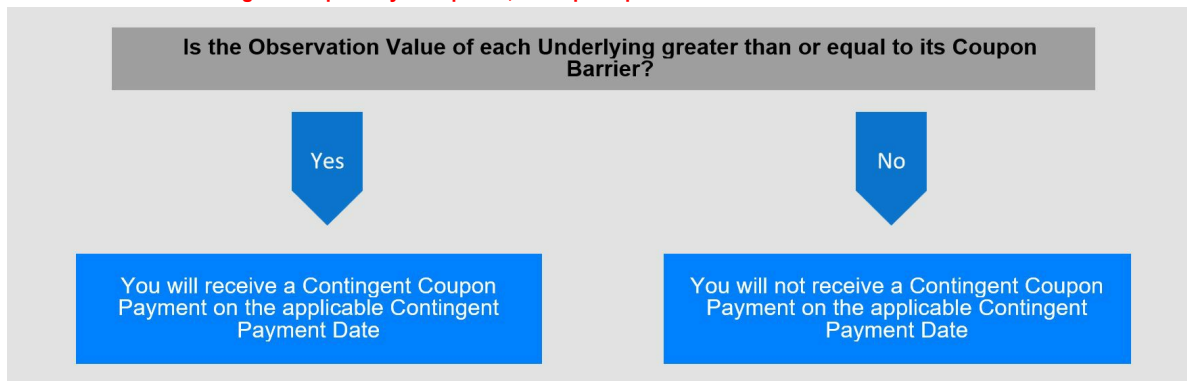 Is the Observation Value of each Underlying greater than or equal to its Coupon
Barrier?
Yes
No
You will receive a Contingent Coupon
Payment on the applicable Contingent
Payment Date
You will not receive a Contingent Coupon
Payment on the applicable Contingent
Payment Date